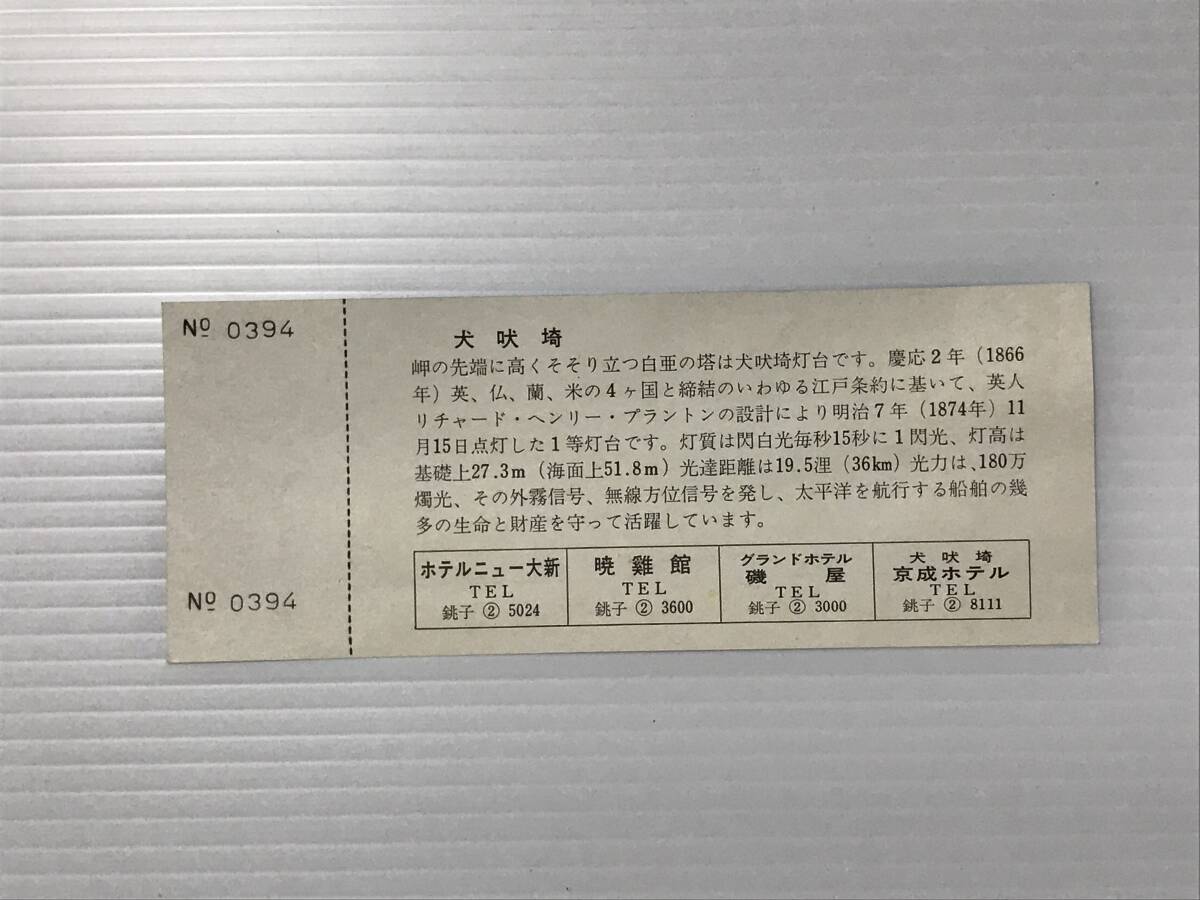 No 0394
No 0394
犬吠埼
岬の先端に高くそそり立つ白亜の塔は犬吠埼灯台です。慶応2年(1866
年)英、仏、蘭、米の4ヶ国と締結のいわゆる江戸条約に基いて、英人
リチャード・ヘンリー・プラントンの設計により明治7年(1874年)11
月15日点灯した1等灯台です。灯質は閃白光毎秒15秒に1閃光、灯高は
基礎上27.3m(海面上51.8m)光達距離は19.5浬(36km)光力は、180万
燭光、その外霧信号、無線方位信号を発し、太平洋を航行する船舶の幾
多の生命と財産を守って活躍しています。
ホテルニュー大新
TEL
銚子 ② 5024
暁雞館
TEL
銚子 ② 3600
グランドホテル
磯屋
TEL
銚子 ② 3000
犬吠埼
京成ホテル
TEL
銚子 ② 8111